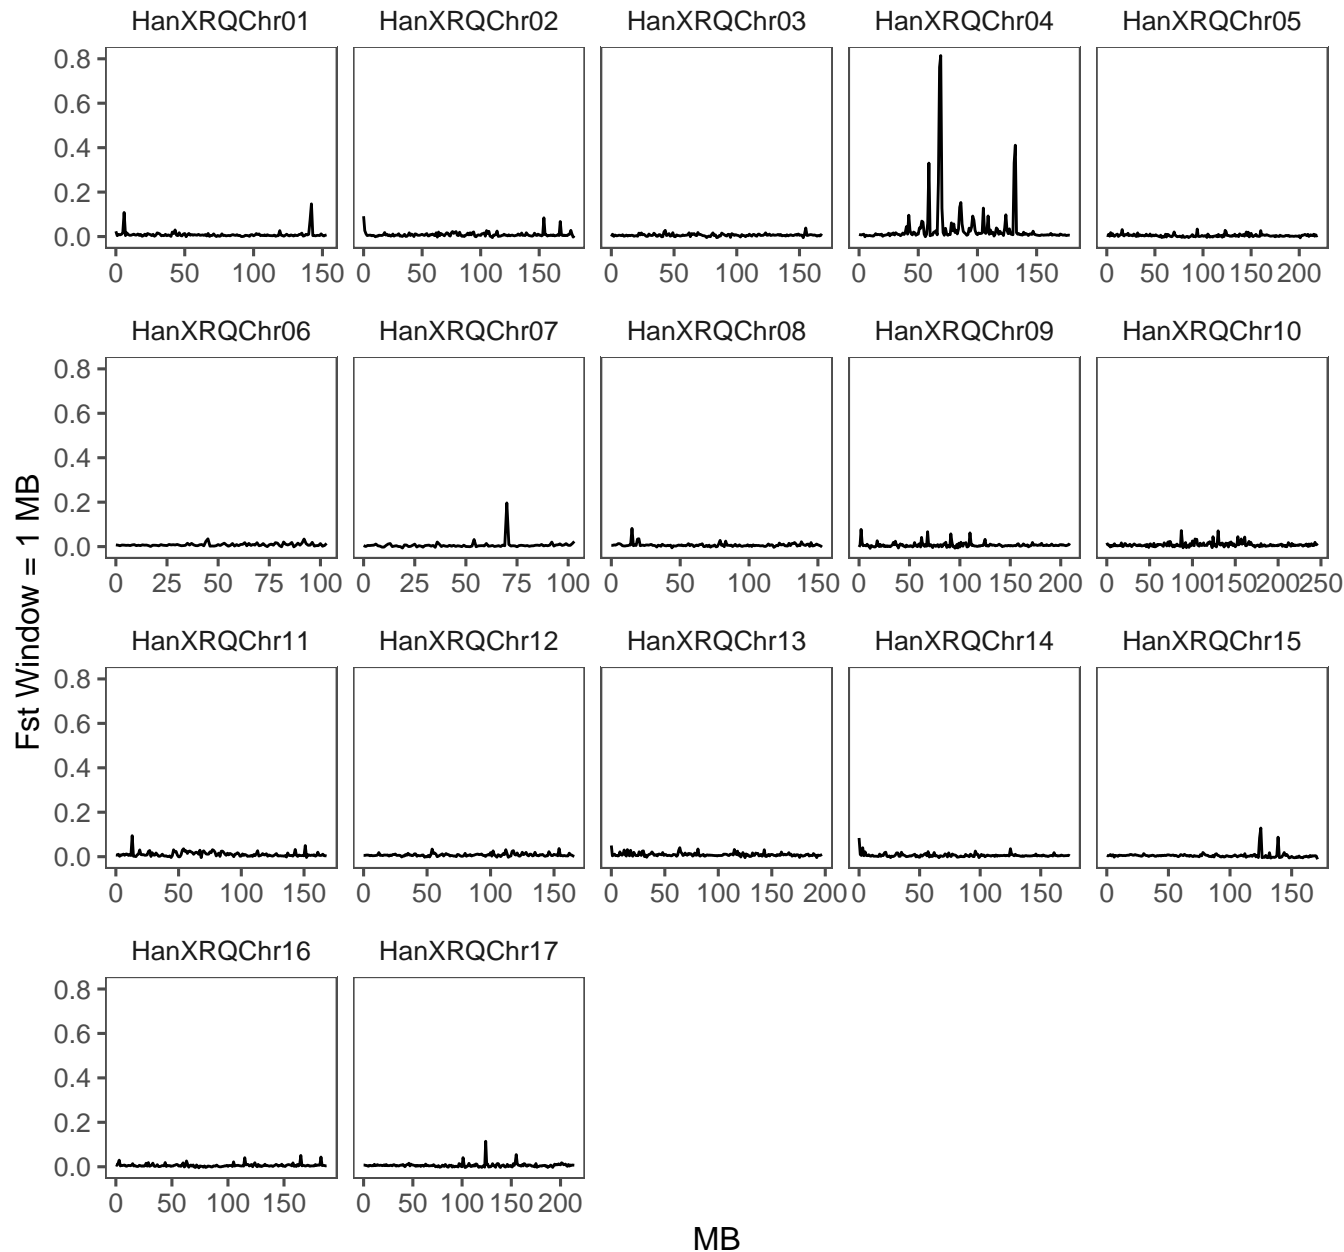 HanXRQChr01 HanXRQChr02 HanXRQChr03 HanXRQChr04 HanXRQChr05
0.8
0.6
0.4
0.2
0.0
0 50 100 150 0 50 100 150 0 50 100 150 0 50 100 150 0 50 100 150 200
HanXRQChr06 HanXRQChr07 HanXRQChr08 HanXRQChr09 HanXRQChr10
0.8
0.6
0.4
0.2
0.0
0 25 50 75 100 0 25 50 75 100 0 50 100 150 0 50 100 150 200 0 50 100 150 200 250
Fst Window = 1 MB
HanXRQChr11 HanXRQChr12 HanXRQChr13 HanXRQChr14 HanXRQChr15
0.8
0.6
0.4
0.2
0.0
0 50 100 150 0 50 100 150 0 50 100 150 200 0 50 100 150 0 50 100 150
HanXRQChr16 HanXRQChr17
0.8
0.6
0.4
0.2
0.0
0 50 100 150 0 50 100 150 200
MB